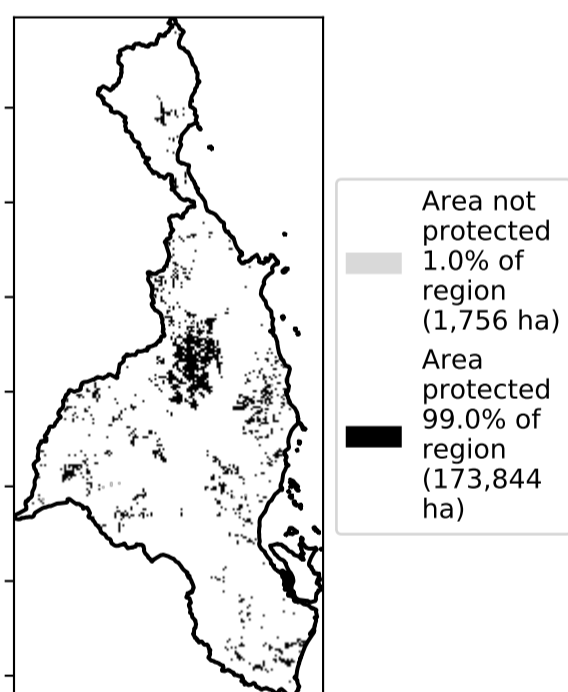 Area not
protected
1.0% of
region
(1,756 ha)
Area
protected
99.0% of
region
(173,844
ha)